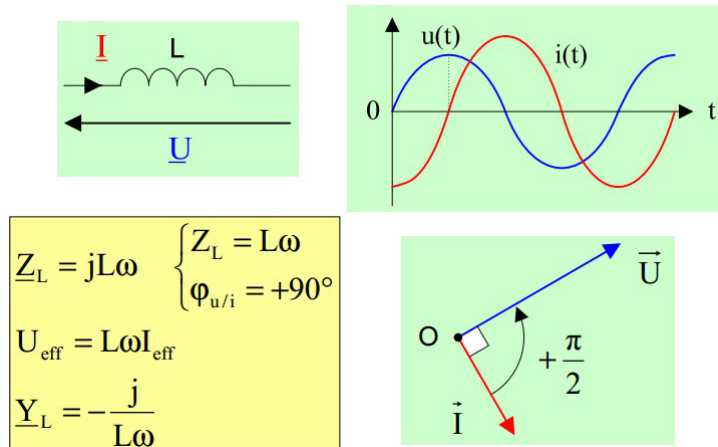 I L
U
u(t)
i(t)
0 t
Z_L = jLω { Z_L = Lω
φ_u/i = +90°
U_eff = LωI_eff
Y_L = - j/Lω
U
O
+ π/2
I